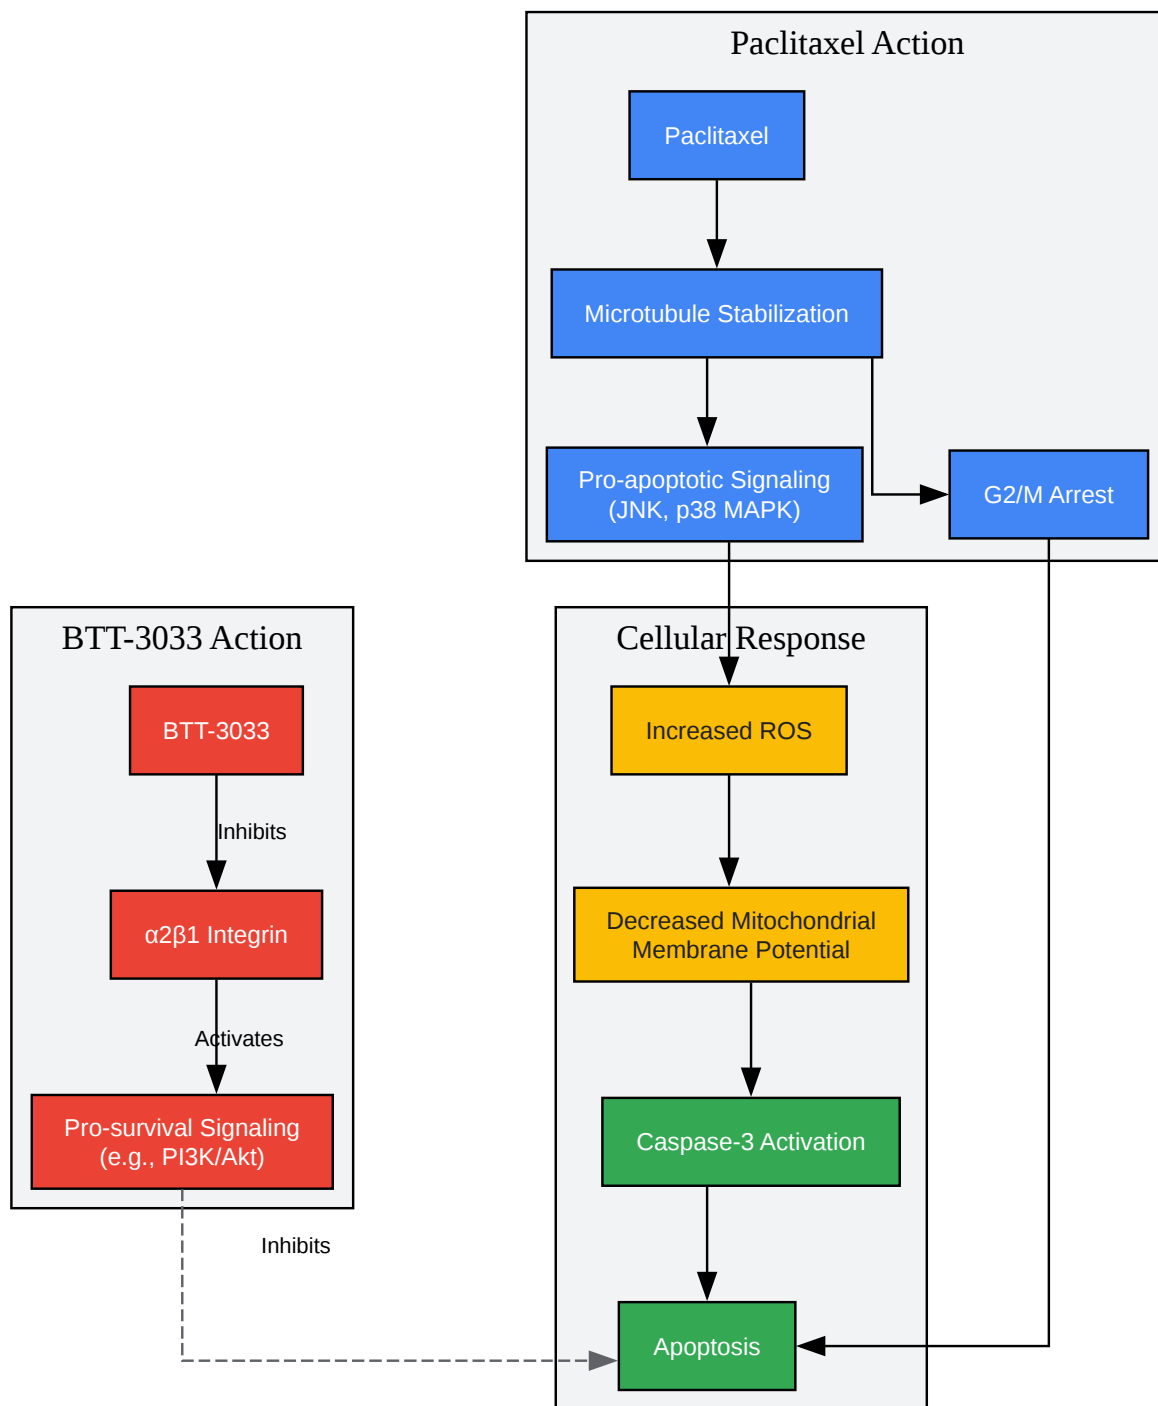 Paclitaxel Action
Paclitaxel
Microtubule Stabilization
Pro-apoptotic Signaling
(JNK, p38 MAPK)
G2/M Arrest
BTT-3033 Action
BTT-3033
Inhibits
α2β1 Integrin
Activates
Pro-survival Signaling
(e.g., PI3K/Akt)
Inhibits
Cellular Response
Increased ROS
Decreased Mitochondrial
Membrane Potential
Caspase-3 Activation
Apoptosis